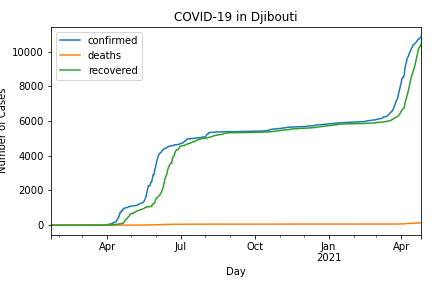 COVID-19 in Djibouti
confirmed
deaths
recovered
10000
8000
6000
4000
2000
0
Number of Cases
Apr
Jul
Oct
Jan
2021
Apr
Day